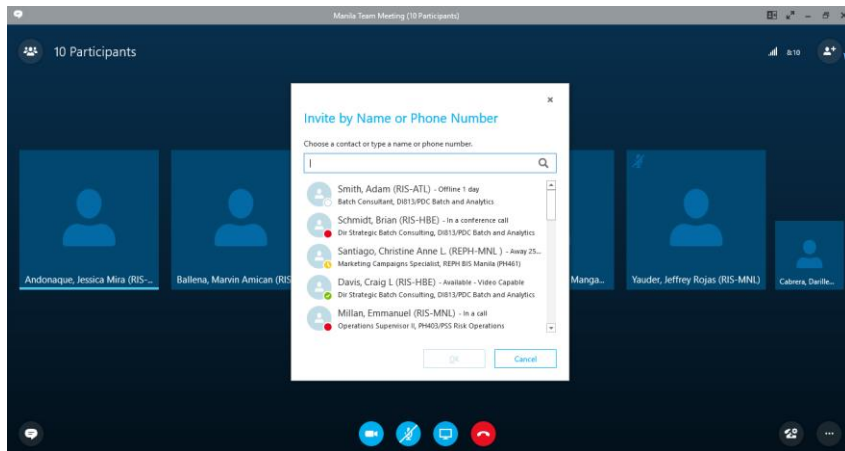 Manila Team Meeting (10 Participants)
10 Participants
8:10
Invite by Name or Phone Number
Choose a contact or type a name or phone number.
Smith, Adam (RIS-ATL) - Offline 1 day
Batch Consultant, DI813/PDC Batch and Analytics
Schmidt, Brian (RIS-HBE) - In a conference call
Dir Strategic Batch Consulting, DI813/PDC Batch and Analytics
Santiago, Christine Anne L. (REPH-MNL ) - Away 25...
Marketing Campaigns Specialist, REPH BIS Manila (PH461)
Davis, Craig L (RIS-HBE) - Available - Video Capable
Dir Strategic Batch Consulting, DI813/PDC Batch and Analytics
Millan, Emmanuel (RIS-MNL) - In a call
Operations Supervisor II, PH403/PSS Risk Operations
OK
Cancel
Andonaque, Jessica Mira (RIS-...
Ballena, Marvin Amican (RIS
Manga...
Yauder, Jeffrey Rojas (RIS-MNL)
Cabrera, Darille...